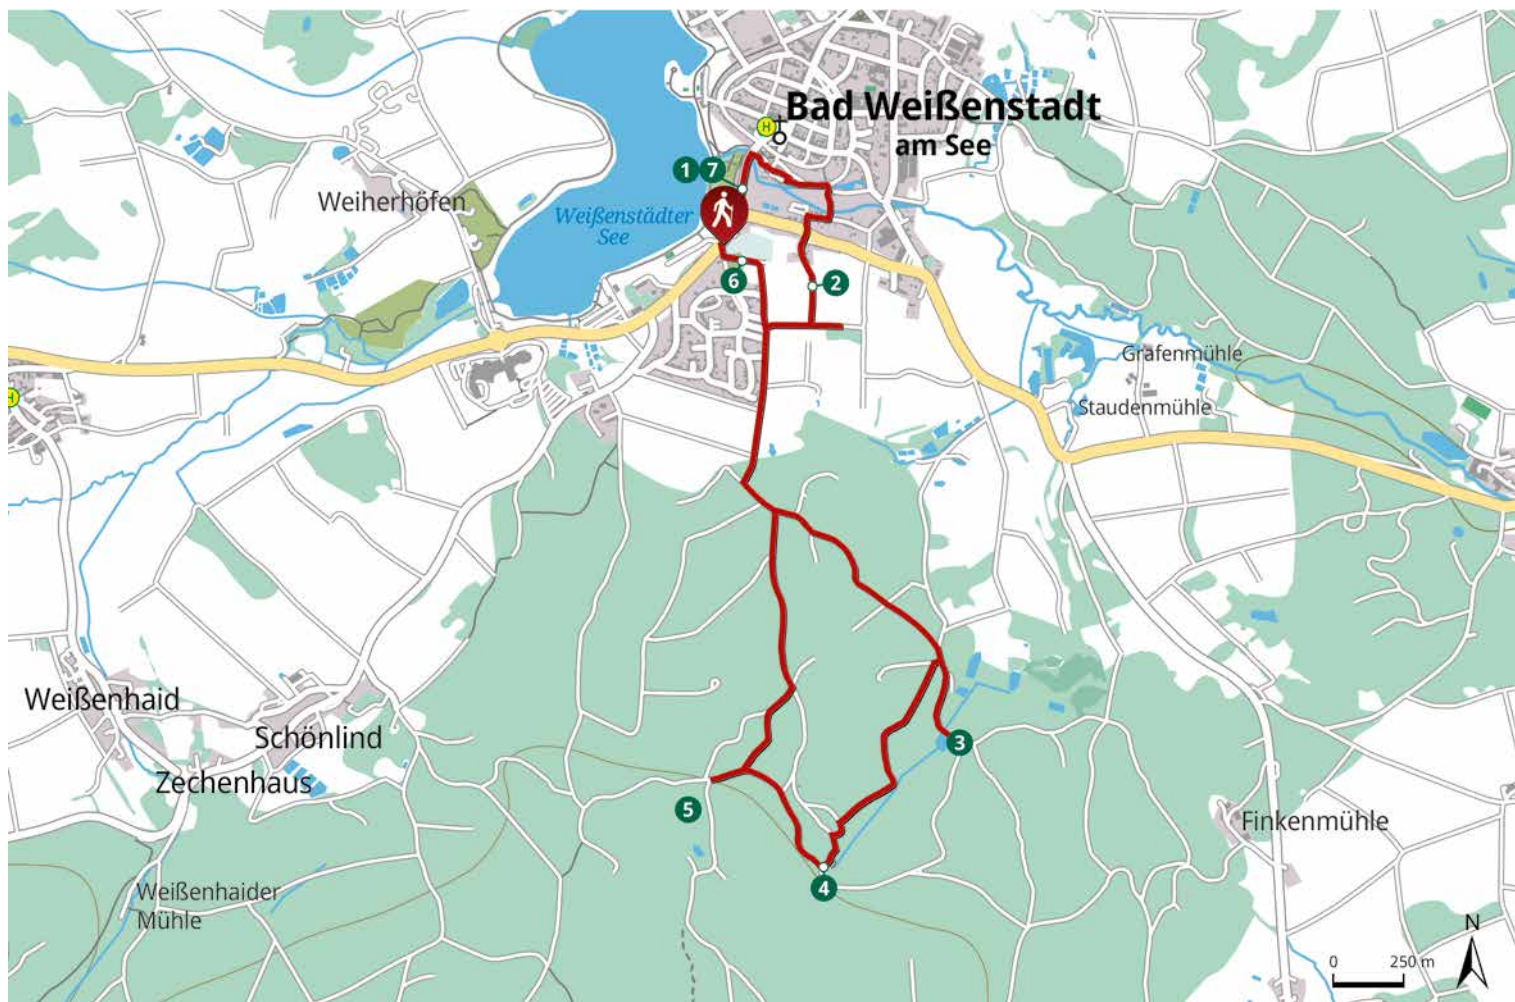 Bad Weißenstadt
am See
H
1 7
Weiherhöfen
Weißenstädter
See
6
2
Grafenmühle
H
Staudenmühle
Weißenhaid
Schönlind
3
Zechenhaus
5
Finkenmühle
4
Weißenhaider
Mühle
N
0 250 m